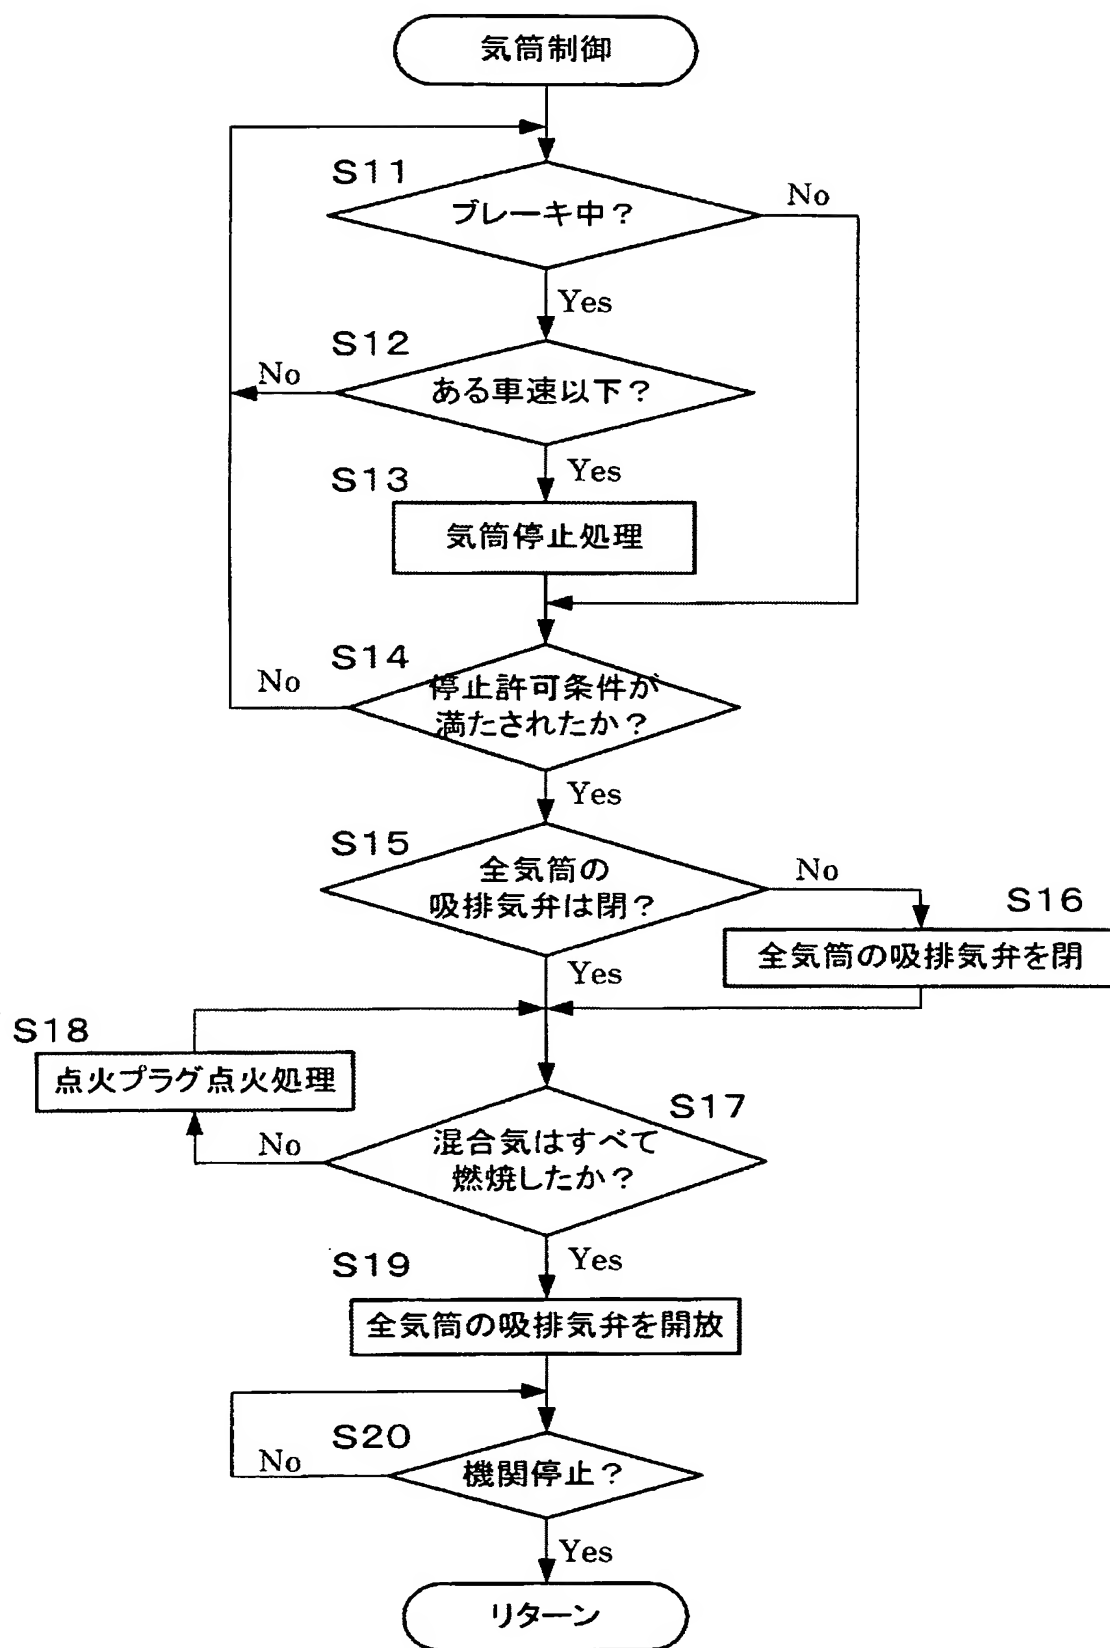 気筒制御
S11
ブレーキ中？
No
Yes
S12
No
ある車速以下？
Yes
S13
気筒停止処理
S14
No
停止許可条件が
満たされたか？
Yes
S15
全気筒の
吸排気弁は閉？
No
S16
全気筒の吸排気弁を閉
Yes
S18
点火プラグ点火処理
S17
No
混合気はすべて
燃焼したか？
Yes
S19
全気筒の吸排気弁を開放
S20
No
機関停止？
Yes
リターン